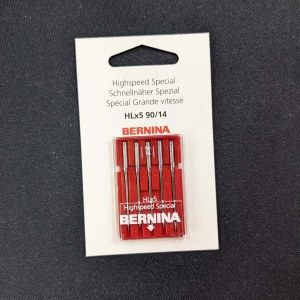 Highspeed Special
Schnellnäher Spezial
Spécial Grande vitesse
HLx5 90/14
BERNINA
HLx5
Highspeed Special
BERNINA